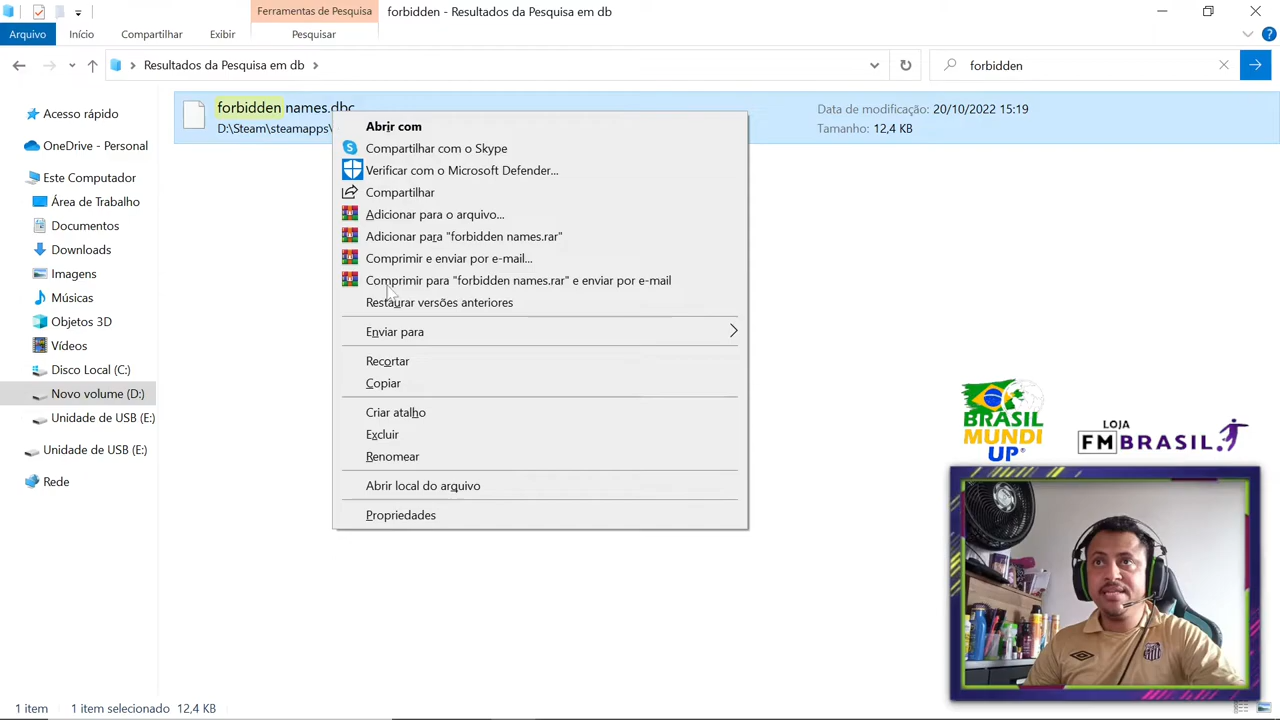 Ferramentas de Pesquisa
forbidden - Resultados da Pesquisa em db
Arquivo
Início
Compartilhar
Exibir
Pesquisar
Resultados da Pesquisa em db
forbidden
forbidden names.dbc
D:\Steam\steamapps\
Data de modificação: 20/10/2022 15:19
Tamanho: 12,4 KB
Acesso rápido
OneDrive - Personal
Este Computador
Área de Trabalho
Documentos
Downloads
Imagens
Músicas
Objetos 3D
Vídeos
Disco Local (C:)
Novo volume (D:)
Unidade de USB (E:)
Unidade de USB (E:)
Rede
Abrir com
Compartilhar com o Skype
Verificar com o Microsoft Defender...
Compartilhar
Adicionar para o arquivo...
Adicionar para "forbidden names.rar"
Comprimir e enviar por e-mail...
Comprimir para "forbidden names.rar" e enviar por e-mail
Restaurar versões anteriores
Enviar para
Recortar
Copiar
Criar atalho
Excluir
Renomear
Abrir local do arquivo
Propriedades
BRASIL
MUNDI
UP®
LOJA
FMBRASIL.
1 item
1 item selecionado
12,4 KB